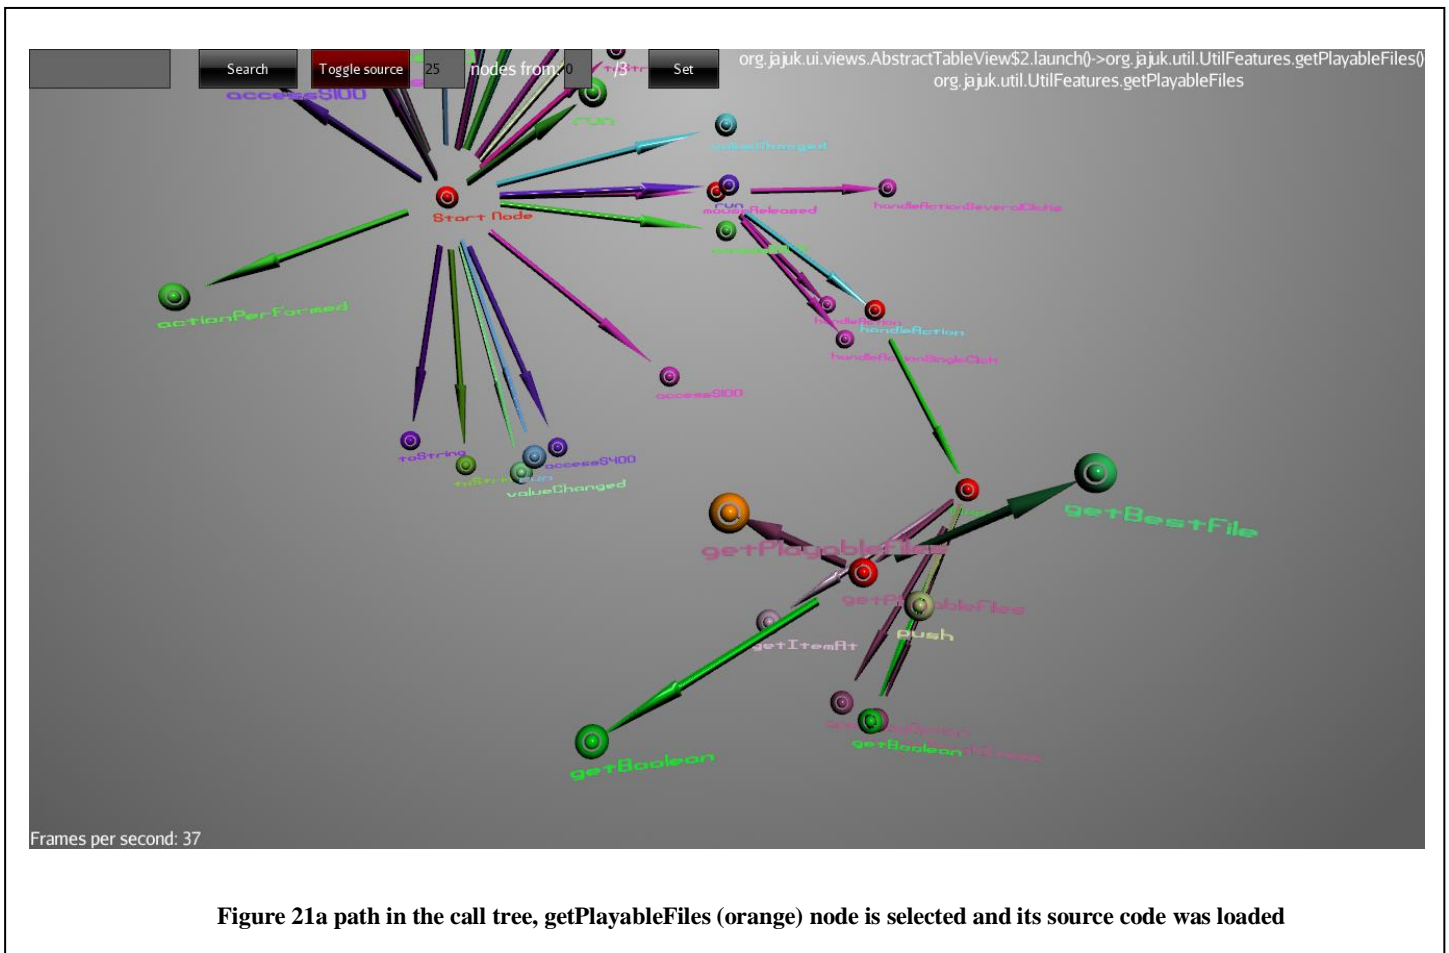 org.jajuk.ui.views.AbstractTableView$2.launch()->org.jajuk.util.UtilFeatures.getPlayableFiles()
Search
Toggle source
25
nodes from:
0
/3
Set
org.jajuk.util.UtilFeatures.getPlayableFiles
access$100
run
valueChanged
Start Node
run
mouseReleased
handleActionSeveralClicks
actionPerformed
handleAction
handleAction
handleActionSingleClick
access$100
toString
access$400
run
valueChanged
getBestFile
getPlayableFiles
getPlayableFiles
push
getItemAt
getBoolean
getBoolean
Frames per second: 37
Figure 21a path in the call tree, getPlayableFiles (orange) node is selected and its source code was loaded